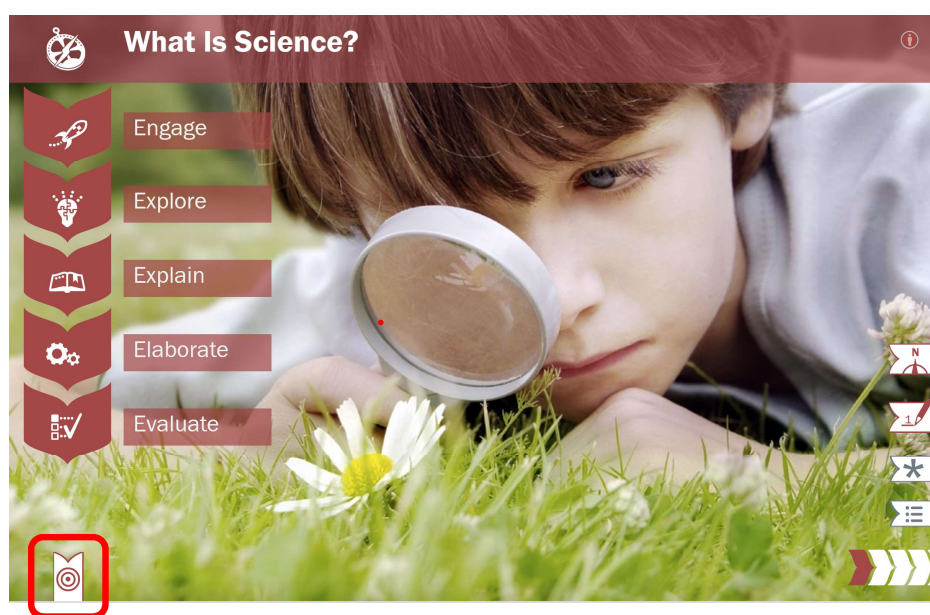 What Is Science?
Engage
Explore
Explain
Elaborate
Evaluate
N
1